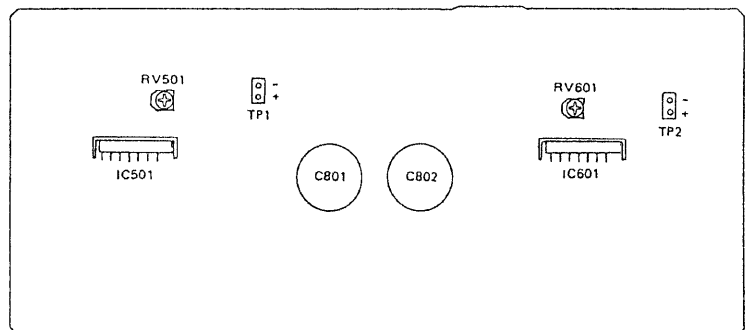 RV501
-
+
TP1
IC501
C801
C802
RV601
-
+
TP2
IC601